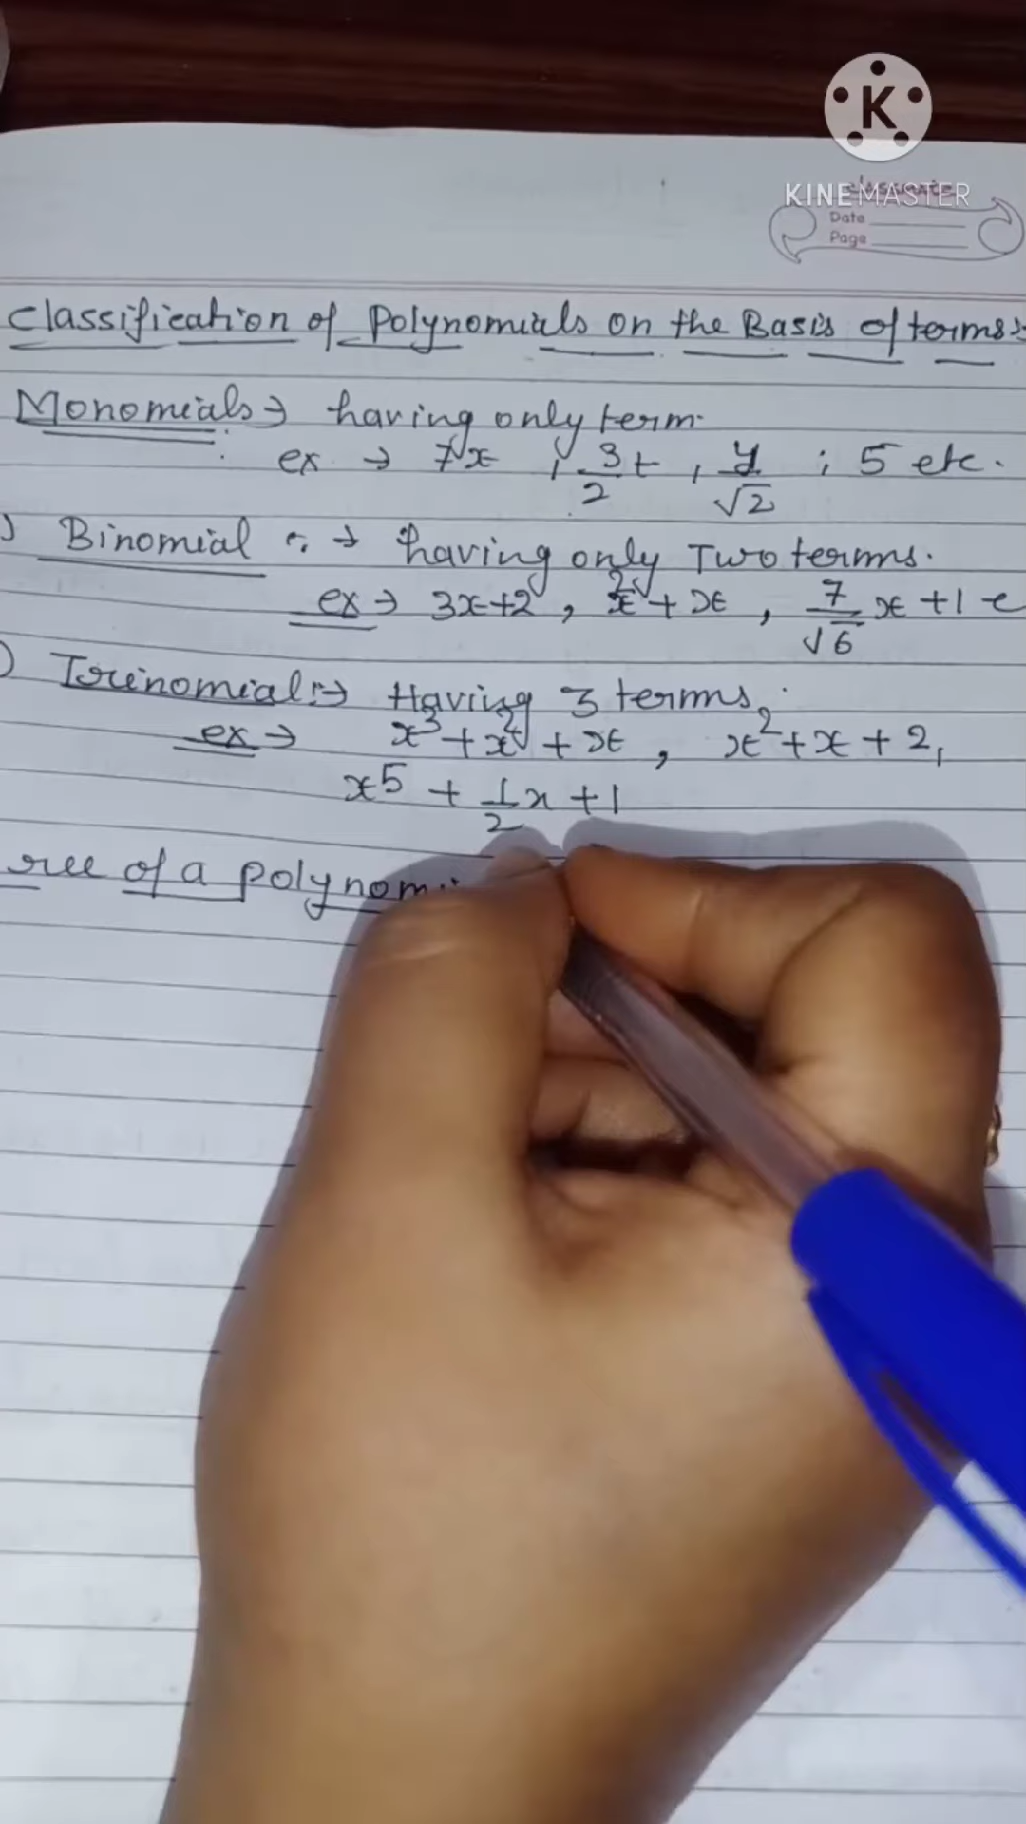 KINEMASTER
classmate
Date
Page
Classification of Polynomials on the Basis of terms:
Monomials → having only term.
ex → 7x , 3/2 t , y/√2 ; 5 etc.
Binomial :→ having only Two terms.
ex → 3x+2 , x²+x , 7/√6 x+1 e
Trinomial :→ Having 3 terms.
ex → x³+x²+x , x²+x+2,
x⁵ + 1/2 x + 1
ree of a polynomi